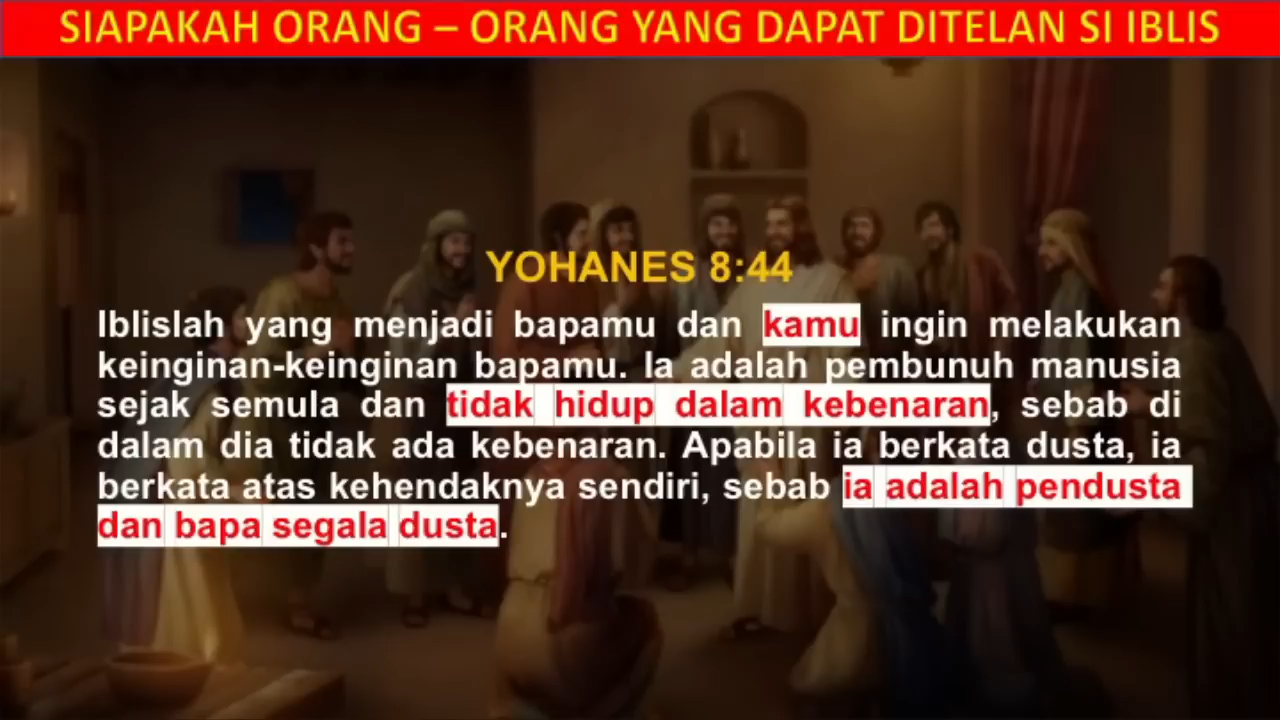 SIAPAKAH ORANG – ORANG YANG DAPAT DITELAN SI IBLIS
YOHANES 8:44
Iblislah yang menjadi bapamu dan kamu ingin melakukan
keinginan-keinginan bapamu. Ia adalah pembunuh manusia
sejak semula dan tidak hidup dalam kebenaran, sebab di
dalam dia tidak ada kebenaran. Apabila ia berkata dusta, ia
berkata atas kehendaknya sendiri, sebab ia adalah pendusta
dan bapa segala dusta.